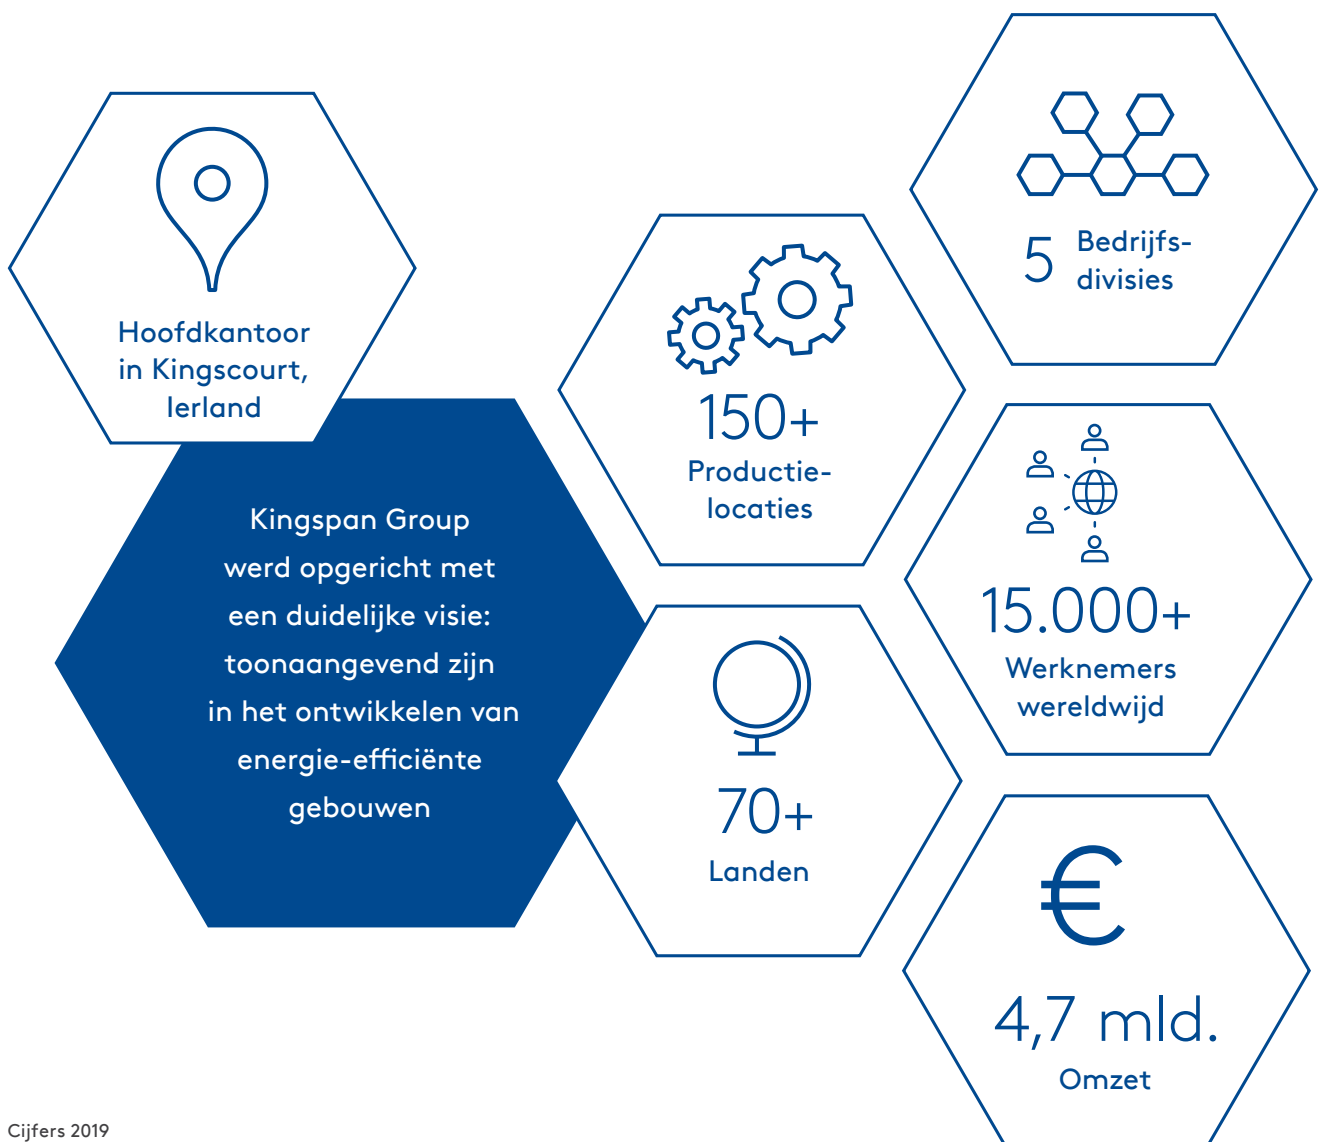 Hoofdkantoor
in Kingscourt,
Ierland
Kingspan Group
werd opgericht met
een duidelijke visie:
toonaangevend zijn
in het ontwikkelen van
energie-efficiënte
gebouwen
150+
Productie-
locaties
70+
Landen
5 Bedrijfs-
divisies
15.000+
Werknemers
wereldwijd
€
4,7 mld.
Omzet
Cijfers 2019